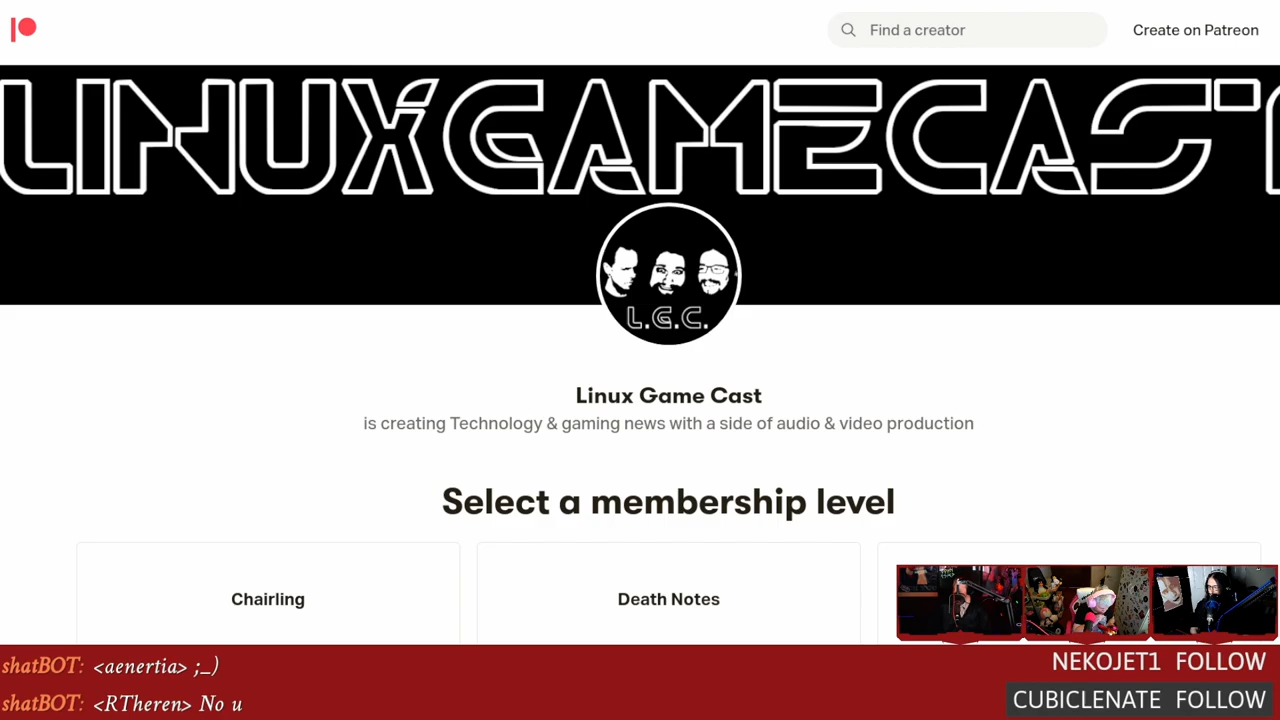 Find a creator
Create on Patreon
LINUXGAMECAST
L.G.C.
Linux Game Cast
is creating Technology & gaming news with a side of audio & video production
Select a membership level
Chairling
Death Notes
shatBOT: <aenertia> ;_)
NEKOJET1 FOLLOW
shatBOT: <RTheren> No u
CUBICLENATE FOLLOW